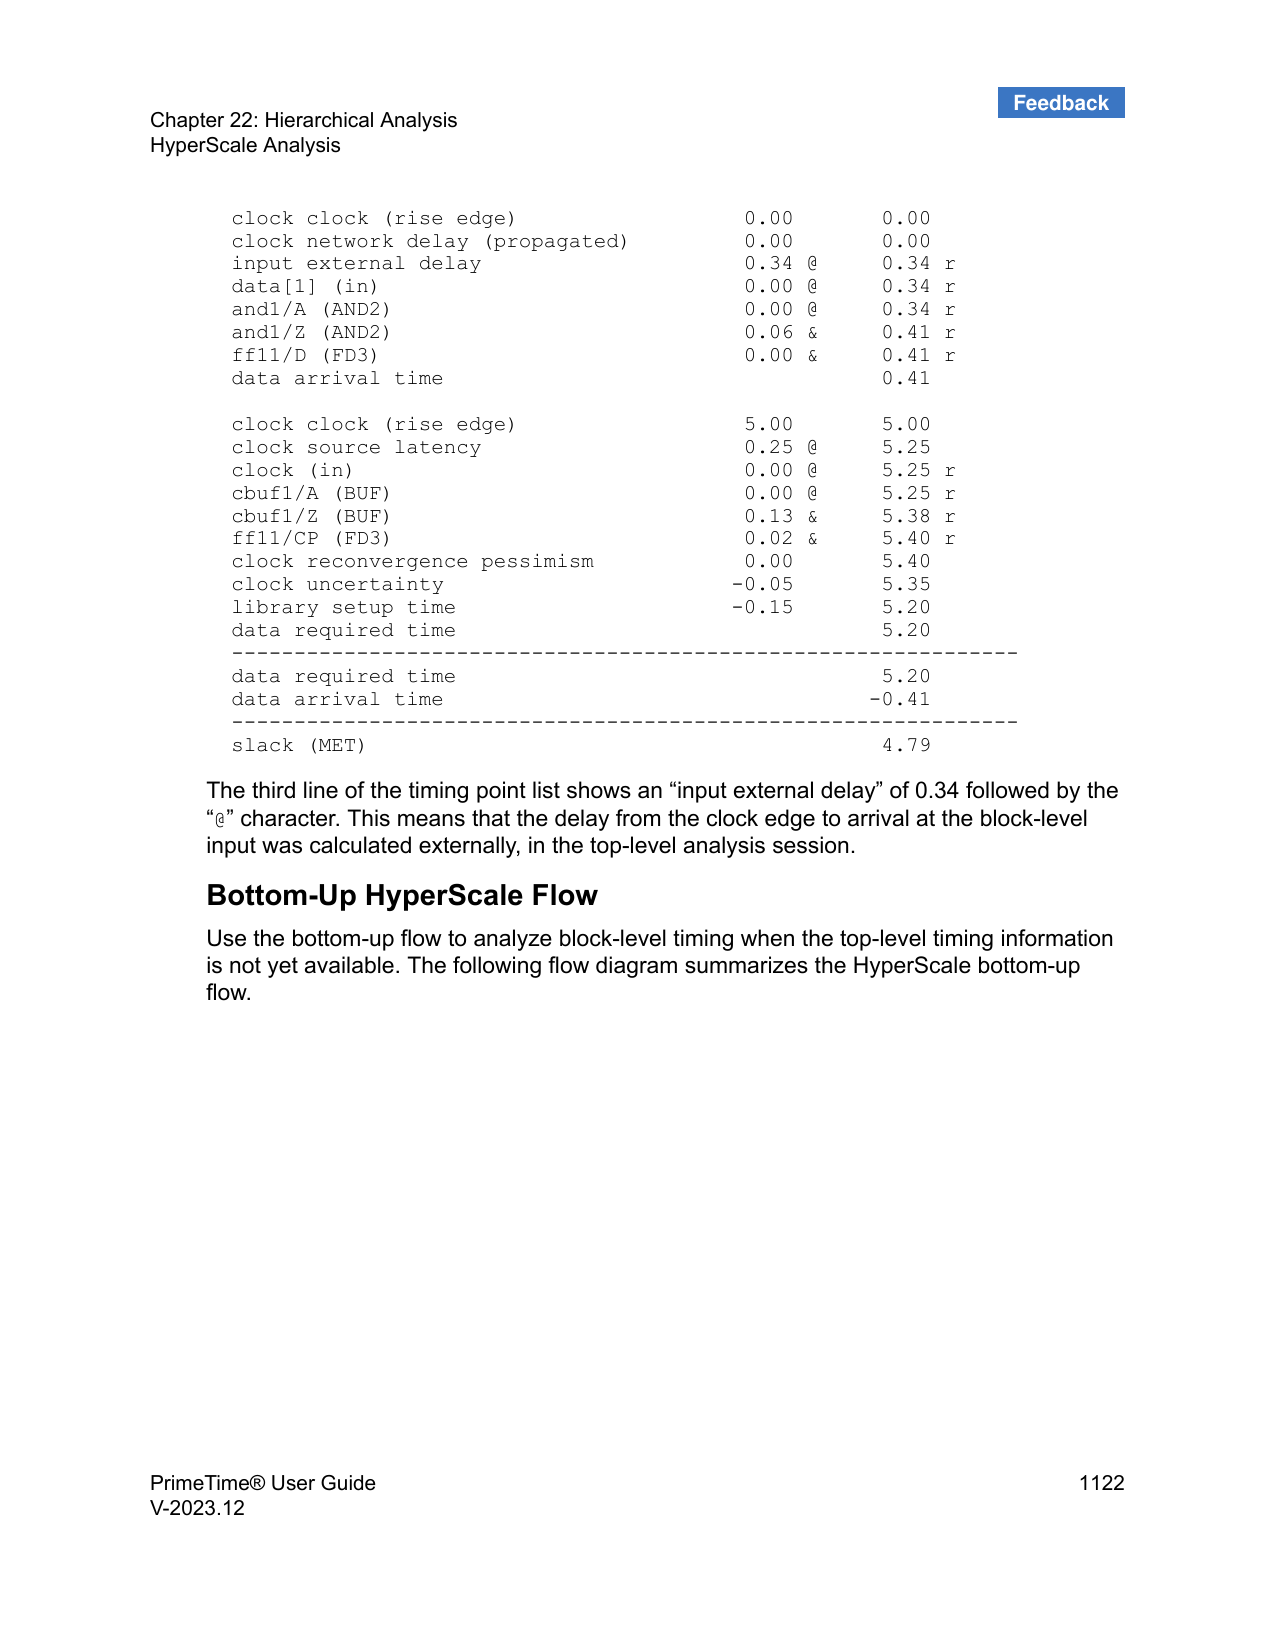 Feedback
Chapter 22: Hierarchical Analysis
HyperScale Analysis
clock clock (rise edge) 0.00 0.00
clock network delay (propagated) 0.00 0.00
input external delay 0.34 @ 0.34 r
data[1] (in) 0.00 @ 0.34 r
and1/A (AND2) 0.00 @ 0.34 r
and1/Z (AND2) 0.06 & 0.41 r
ff11/D (FD3) 0.00 & 0.41 r
data arrival time 0.41
clock clock (rise edge) 5.00 5.00
clock source latency 0.25 @ 5.25
clock (in) 0.00 @ 5.25 r
cbuf1/A (BUF) 0.00 @ 5.25 r
cbuf1/Z (BUF) 0.13 & 5.38 r
ff11/CP (FD3) 0.02 & 5.40 r
clock reconvergence pessimism 0.00 5.40
clock uncertainty -0.05 5.35
library setup time -0.15 5.20
data required time 5.20
---------------------------------------------------------------
data required time 5.20
data arrival time -0.41
---------------------------------------------------------------
slack (MET) 4.79
The third line of the timing point list shows an “input external delay” of 0.34 followed by the
“@” character. This means that the delay from the clock edge to arrival at the block-level
input was calculated externally, in the top-level analysis session.
Bottom-Up HyperScale Flow
Use the bottom-up flow to analyze block-level timing when the top-level timing information
is not yet available. The following flow diagram summarizes the HyperScale bottom-up
flow.
PrimeTime® User Guide 1122
V-2023.12